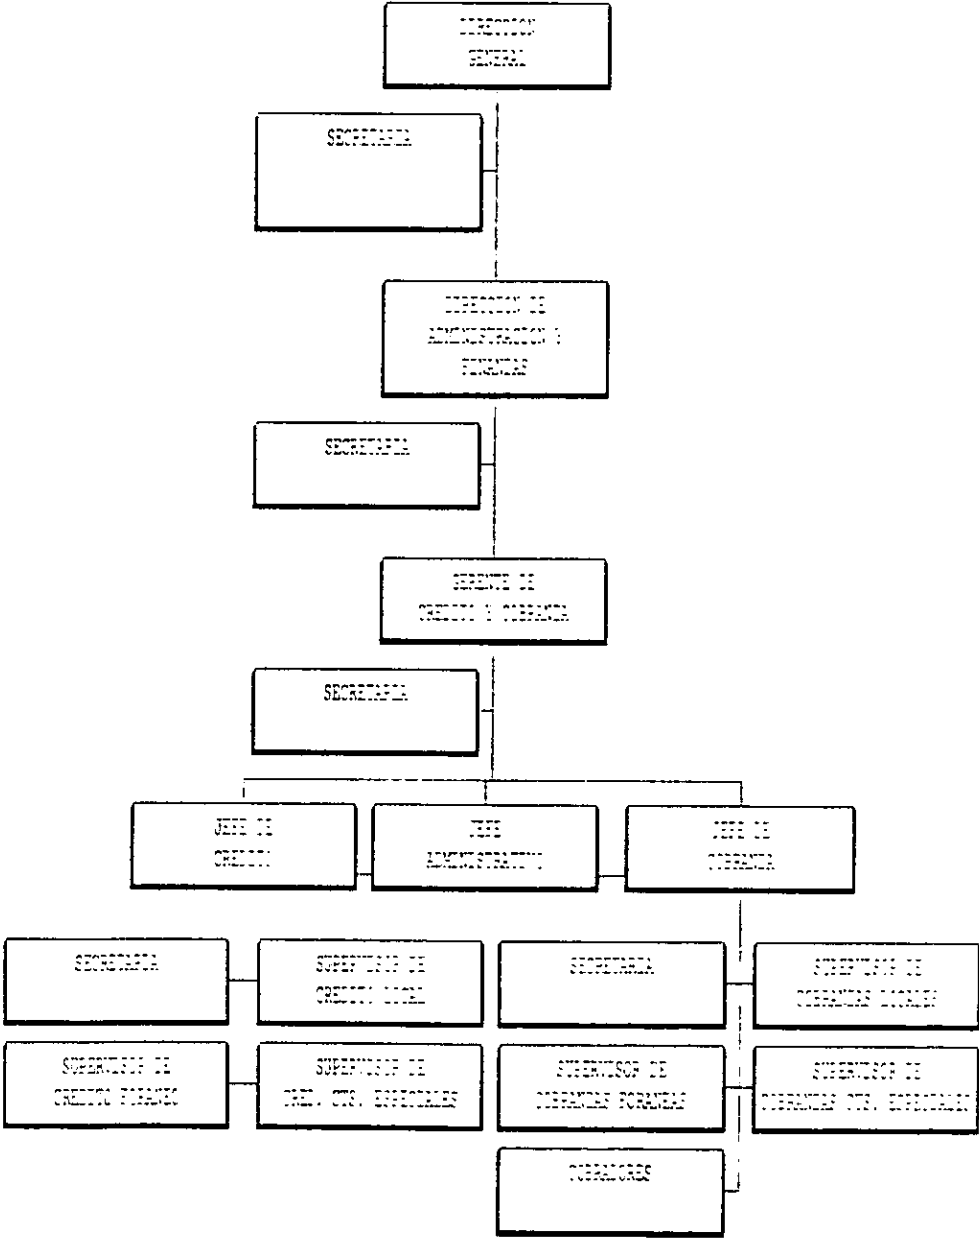 DIRECCION
GENERAL
SECRETARIA
DIRECCION DE
ADMINISTRACION Y
FINANZAS
SECRETARIA
GERENTE DE
CREDITO Y COBRANZA
SECRETARIA
JEFE DE
CREDITO
JEFE
ADMINISTRATIVO
JEFE DE
COBRANZA
SECRETARIA
SUPERVISOR DE
CREDITO LOCAL
SECRETARIA
SUPERVISOR DE
COBRANZAS LOCALES
SUPERVISOR DE
CREDITO FORANEO
SUPERVISOR DE
CRED. CTS. ESPECIALES
SUPERVISOR DE
COBRANZAS FORANEAS
SUPERVISOR DE
COBRANZAS CTS. ESPECIALES
COBRADORES